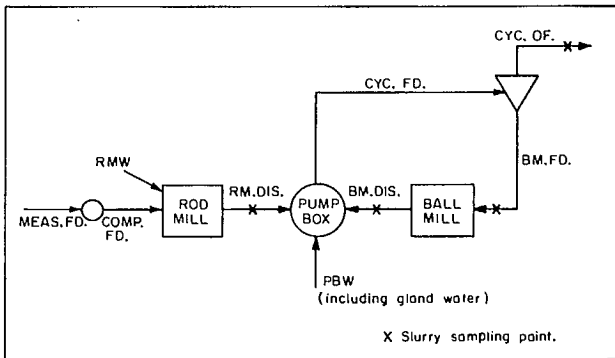 CYC. OF.
CYC. FD.
BM. FD.
RMW
RM. DIS.
BM. DIS.
MEAS. FD.
COMP.
FD.
ROD
MILL
PUMP
BOX
BALL
MILL
PBW
(including gland water)
X Slurry sampling point.